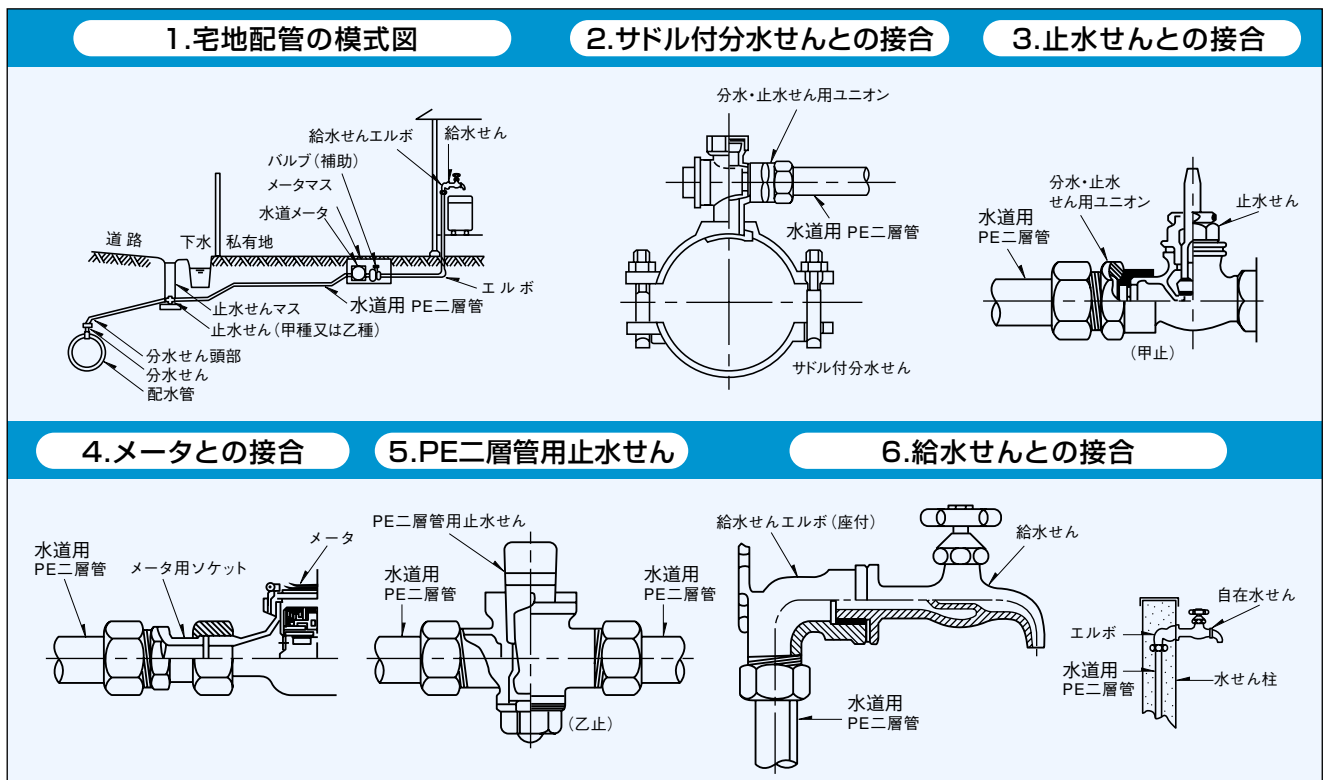 1.宅地配管の模式図
2.サドル付分水せんとの接合
3.止水せんとの接合
給水せんエルボ
給水せん
バルブ(補助)
メータマス
水道メータ
道路
下水
私有地
エルボ
水道用 PE二層管
止水せんマス
止水せん(甲種又は乙種)
分水せん頭部
分水せん
配水管
分水・止水せん用ユニオン
水道用 PE二層管
サドル付分水せん
分水・止水
せん用ユニオン
水道用
PE二層管
止水せん
(甲止)
4.メータとの接合
5.PE二層管用止水せん
6.給水せんとの接合
メータ
水道用
PE二層管
メータ用ソケット
PE二層管用止水せん
水道用
PE二層管
水道用
PE二層管
(乙止)
給水せんエルボ(座付)
給水せん
水道用
PE二層管
自在水せん
エルボ
水道用
PE二層管
水せん柱